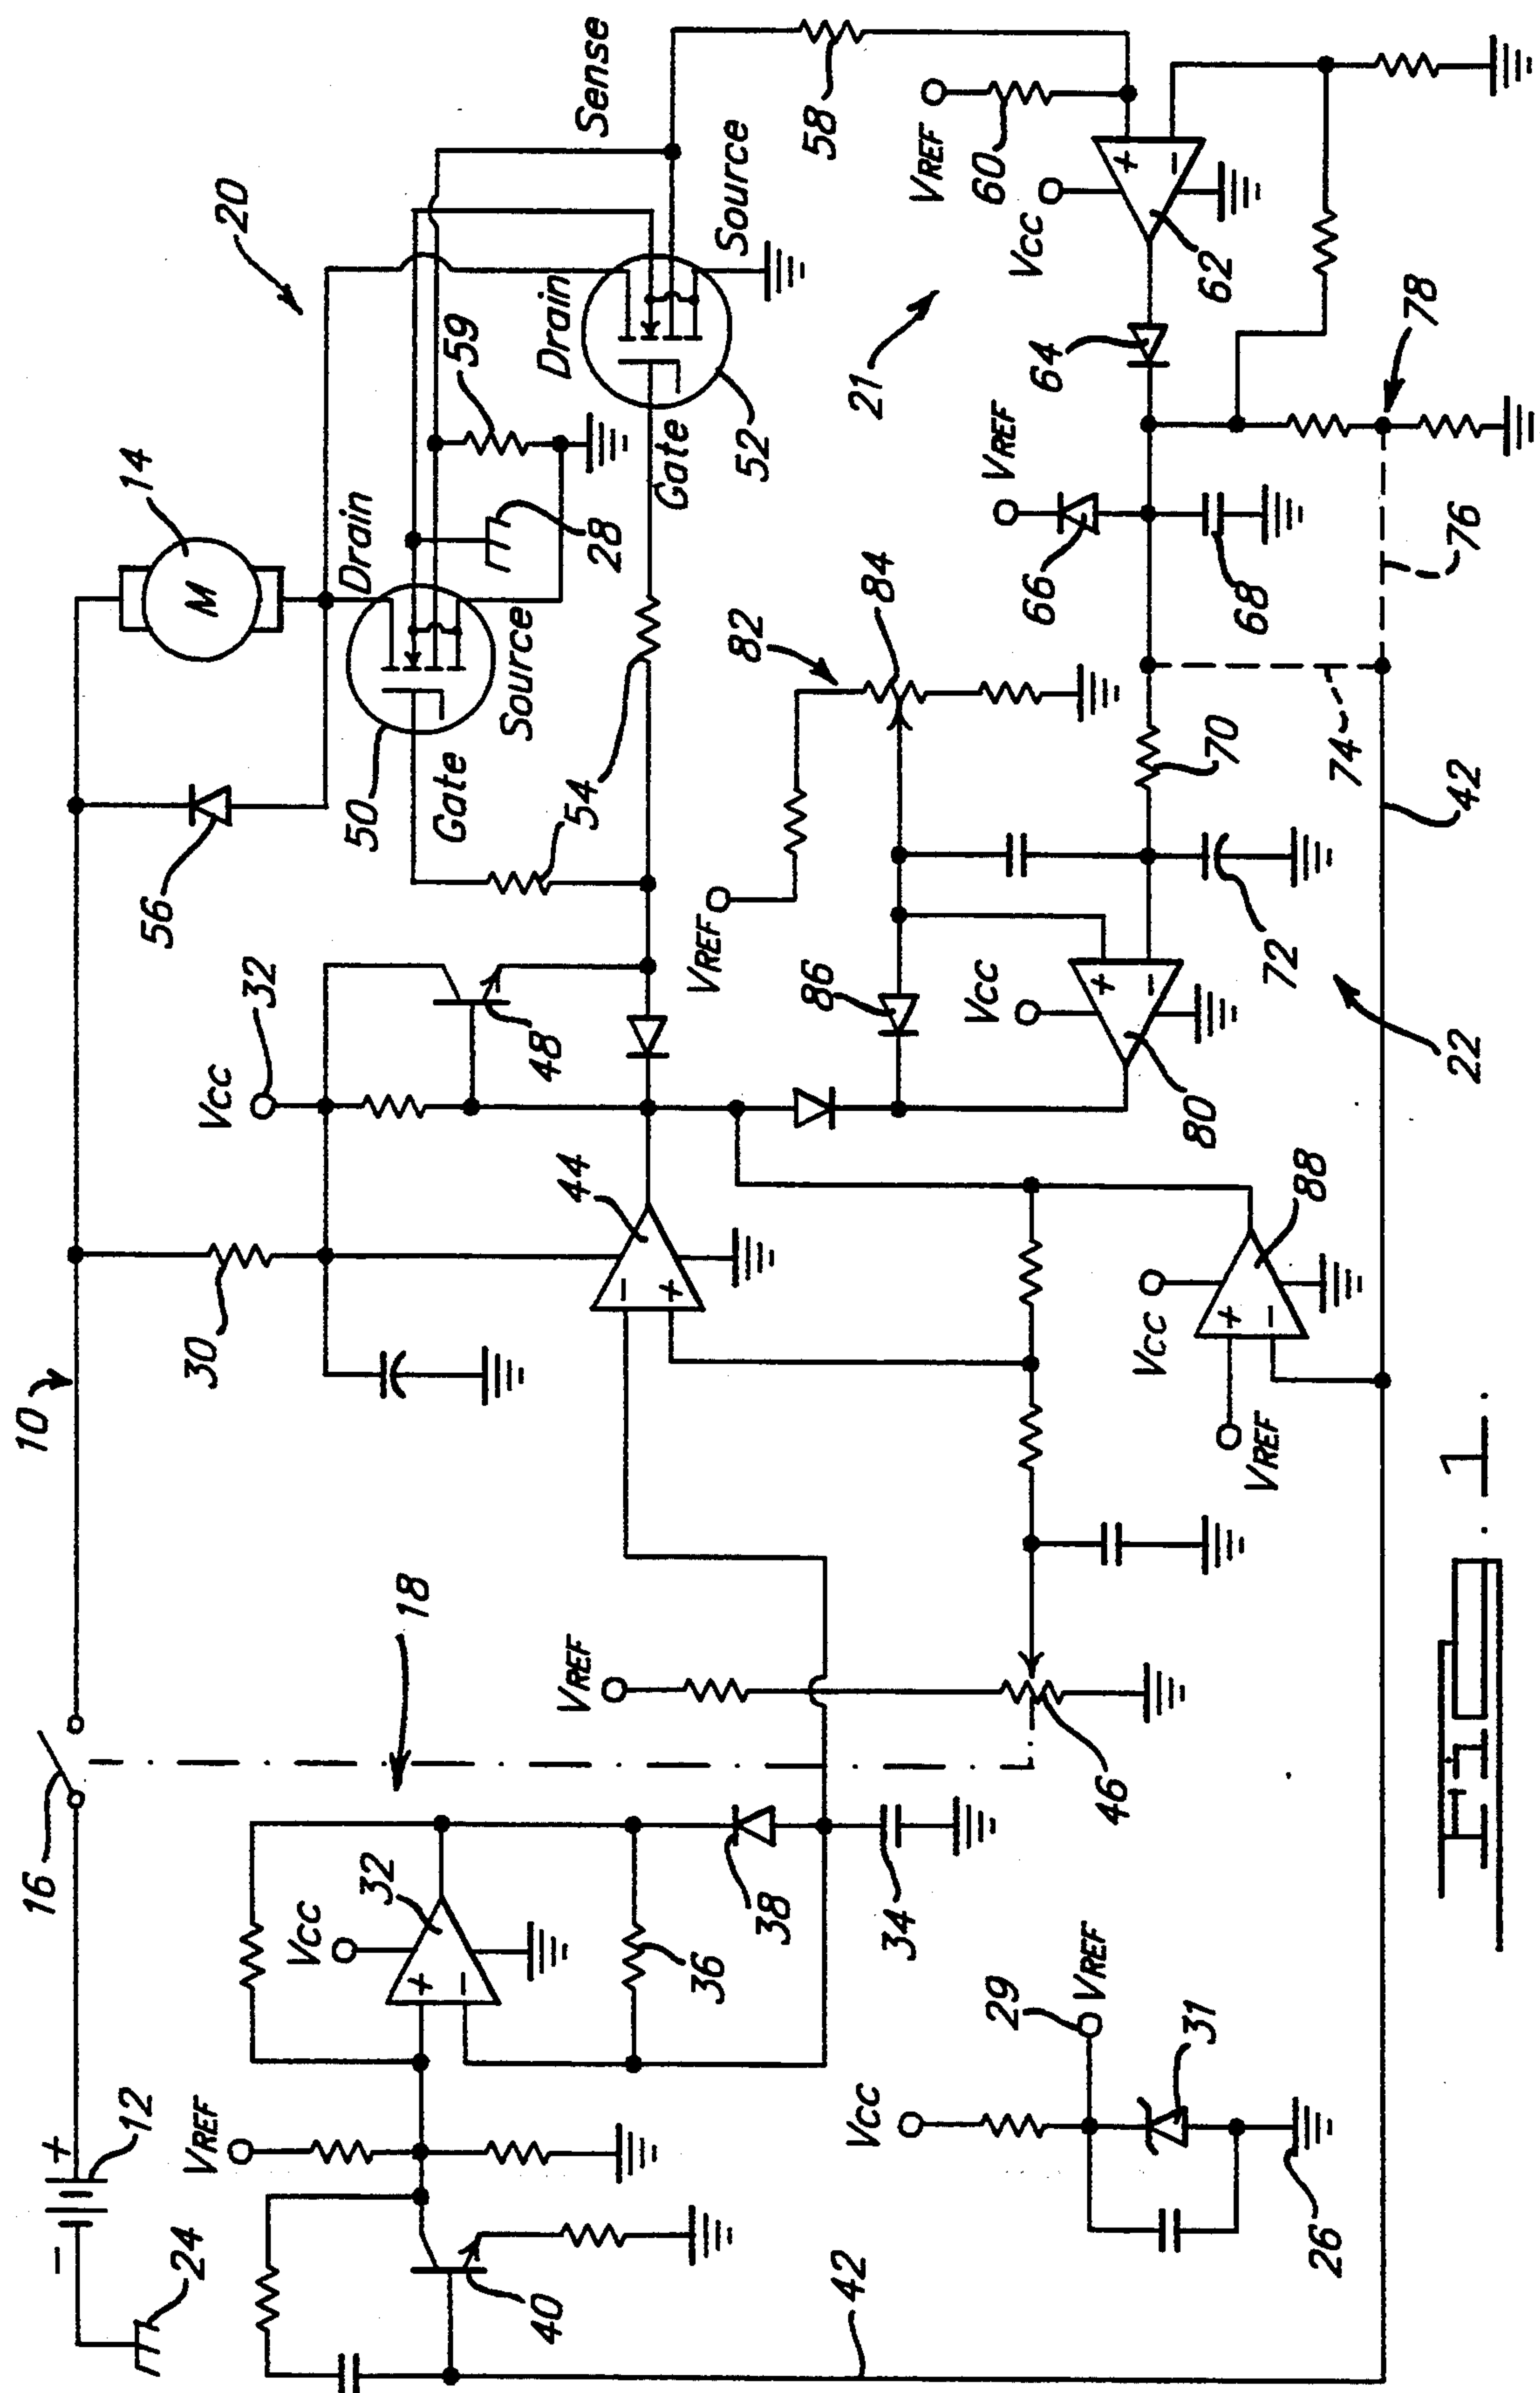 10
16
12
+
−
24
30
VCC
32
56
14
M
20
Drain
50
Gate
Source
59
28
Drain
Gate
52
Source
Sense
54
54
48
44
−
+
18
VREF
VCC
32
+
−
36
38
34
40
42
VREF
46
VCC
29
VREF
31
26
VREF
82
84
86
VCC
+
−
80
22
72
70
74
76
42
VCC
+
−
VREF
88
21
58
VREF
60
VCC
+
−
62
64
VREF
66
68
78
Fig. 1.